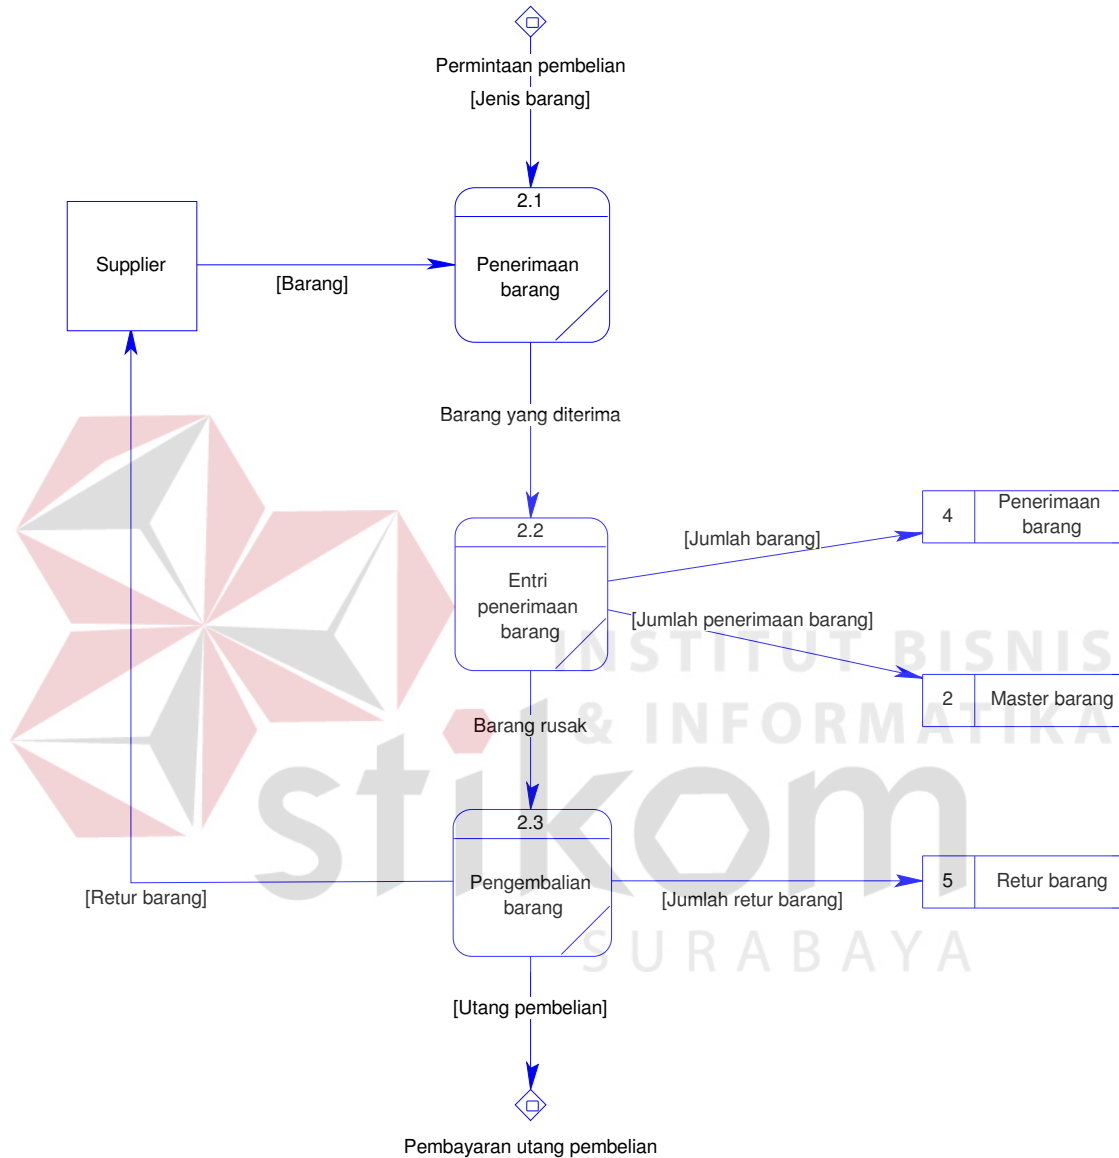 Permintaan pembelian
[Jenis barang]
2.1
Supplier
Penerimaan
barang
[Barang]
Barang yang diterima
2.2
Entri
penerimaan
barang
[Jumlah barang]
4
Penerimaan
barang
[Jumlah penerimaan barang]
2
Master barang
INSTITUT BISNIS
& INFORMATIKA
stikom
SURABAYA
Barang rusak
2.3
Pengembalian
barang
[Retur barang]
[Jumlah retur barang]
5
Retur barang
[Utang pembelian]
Pembayaran utang pembelian